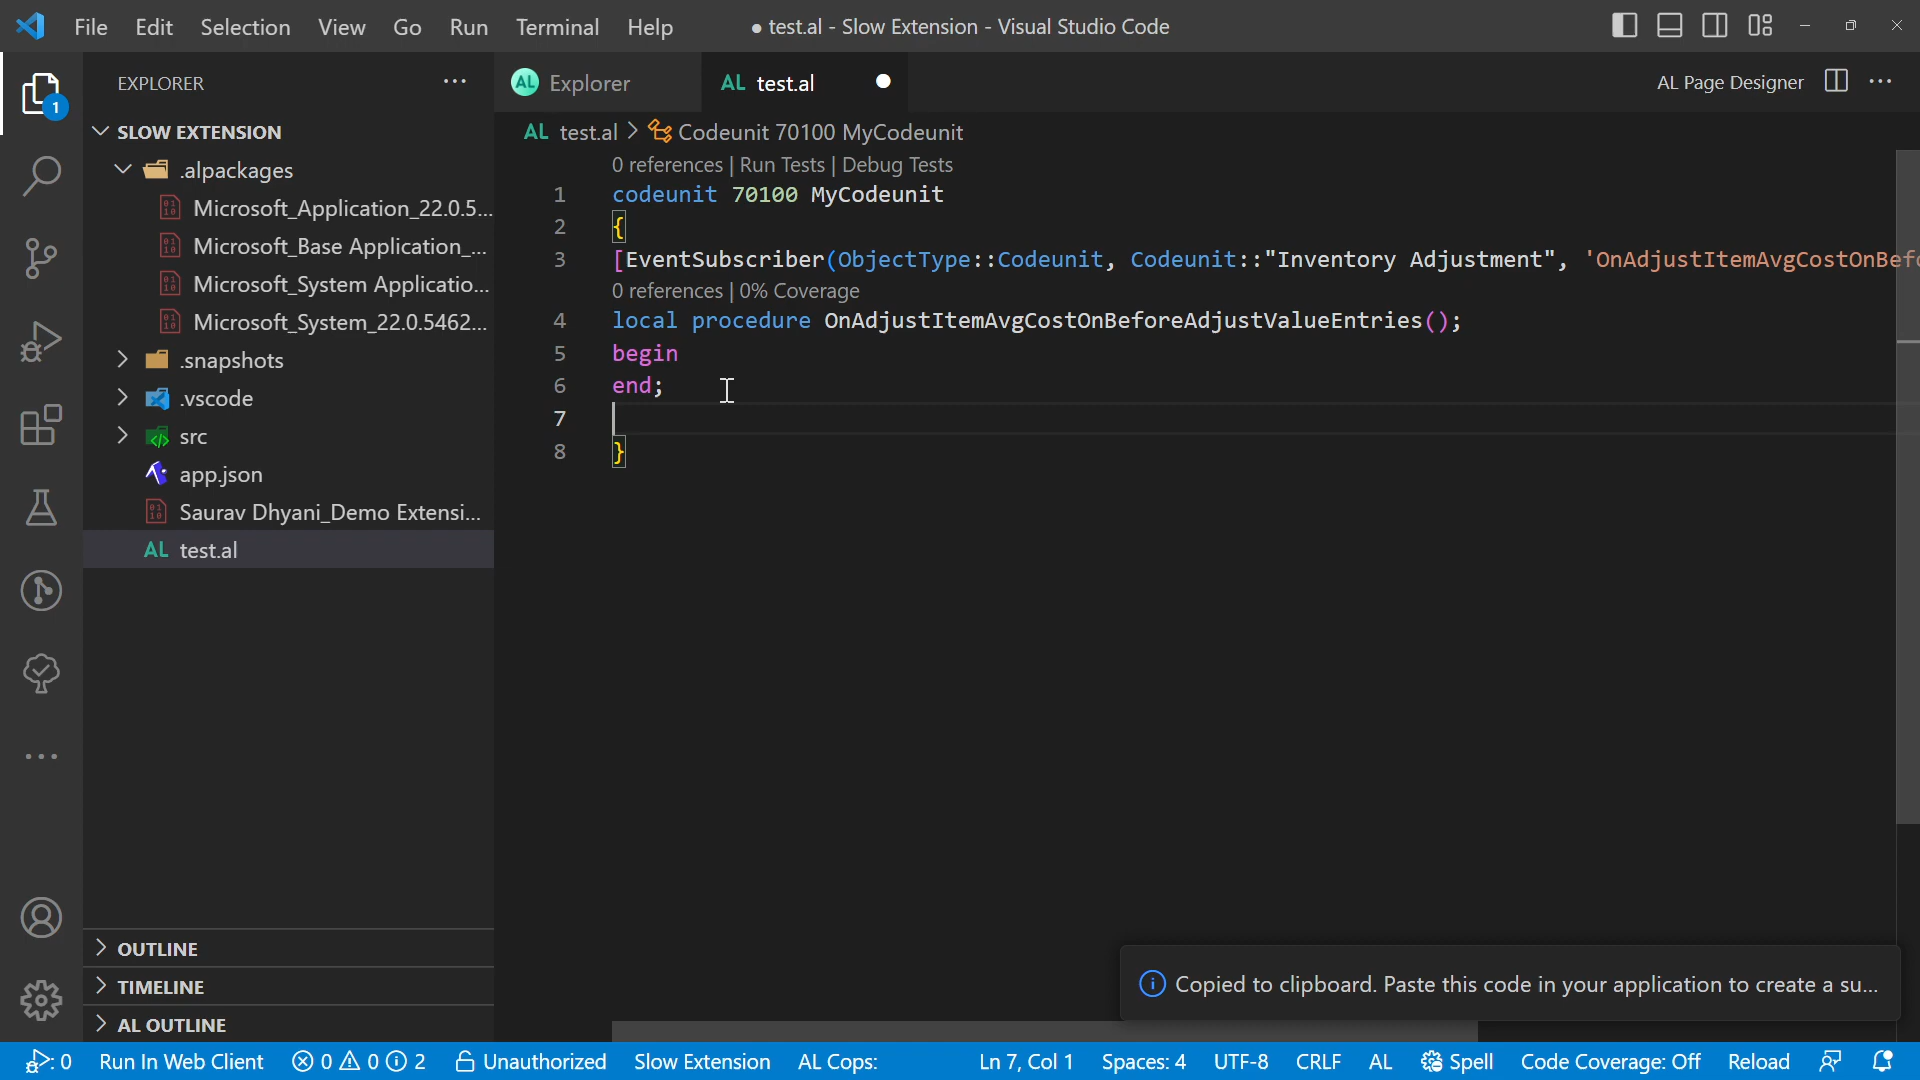 File Edit Selection View Go Run Terminal Help ● test.al - Slow Extension - Visual Studio Code
EXPLORER ...
AL Explorer
AL test.al ●
AL Page Designer ...
SLOW EXTENSION
AL test.al > Codeunit 70100 MyCodeunit
.alpackages
Microsoft_Application_22.0.5...
Microsoft_Base Application_...
Microsoft_System Applicatio...
Microsoft_System_22.0.5462...
.snapshots
.vscode
src
app.json
Saurav Dhyani_Demo Extensi...
AL test.al
OUTLINE
TIMELINE
AL OUTLINE
0 references | Run Tests | Debug Tests
1 codeunit 70100 MyCodeunit
2 {
3 [EventSubscriber(ObjectType::Codeunit, Codeunit::"Inventory Adjustment", 'OnAdjustItemAvgCostOnBefo
0 references | 0% Coverage
4 local procedure OnAdjustItemAvgCostOnBeforeAdjustValueEntries();
5 begin
6 end;
7
8 }
1
Copied to clipboard. Paste this code in your application to create a su...
: 0 Run In Web Client 0 0 2 Unauthorized Slow Extension AL Cops: Ln 7, Col 1 Spaces: 4 UTF-8 CRLF AL Spell Code Coverage: Off Reload